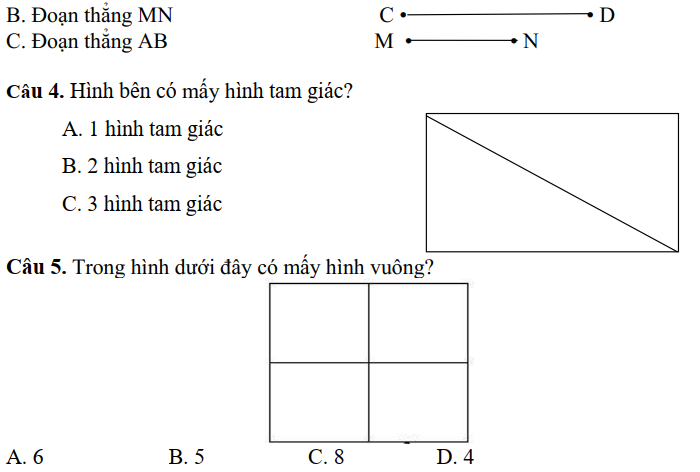 B. Đoạn thẳng MN
C D
C. Đoạn thẳng AB
M N
Câu 4. Hình bên có mấy hình tam giác?
A. 1 hình tam giác
B. 2 hình tam giác
C. 3 hình tam giác
Câu 5. Trong hình dưới đây có mấy hình vuông?
A. 6 B. 5 C. 8 D. 4